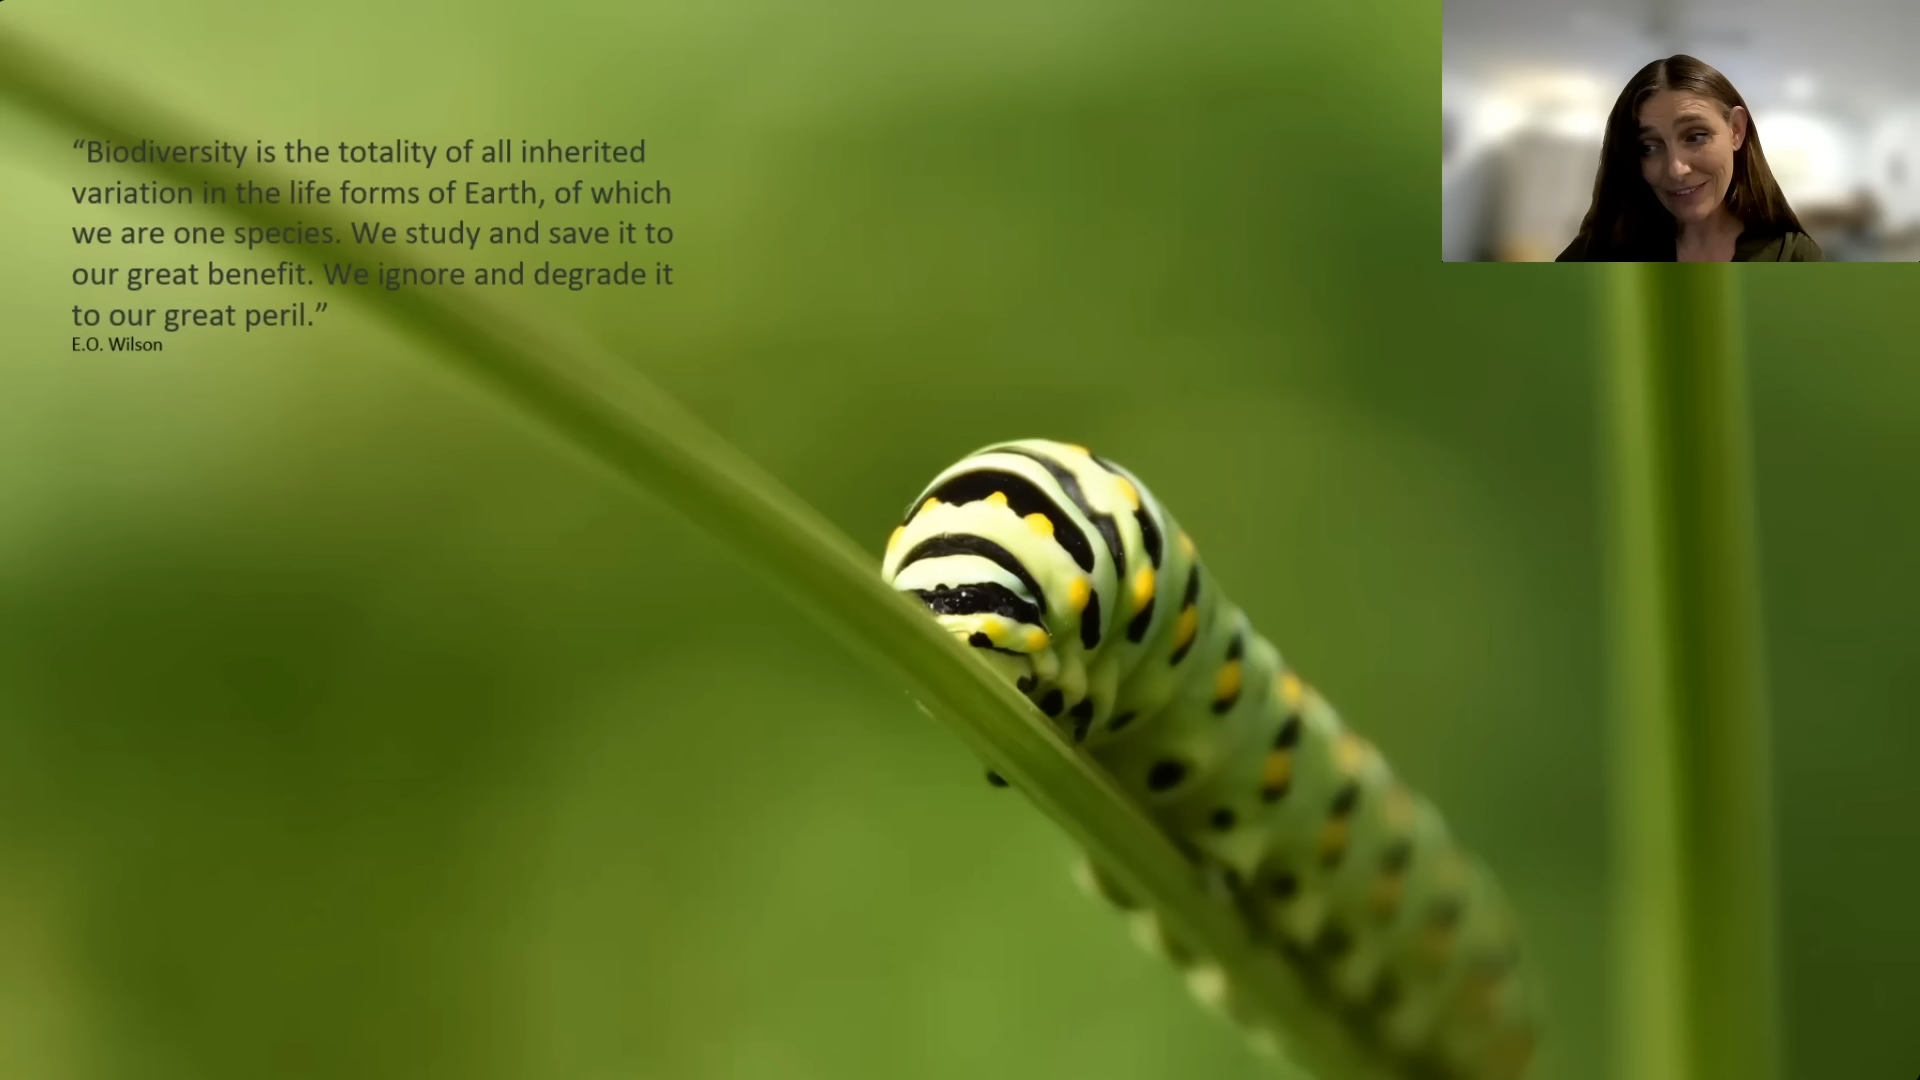 “Biodiversity is the totality of all inherited
variation in the life forms of Earth, of which
we are one species. We study and save it to
our great benefit. We ignore and degrade it
to our great peril.”
E.O. Wilson